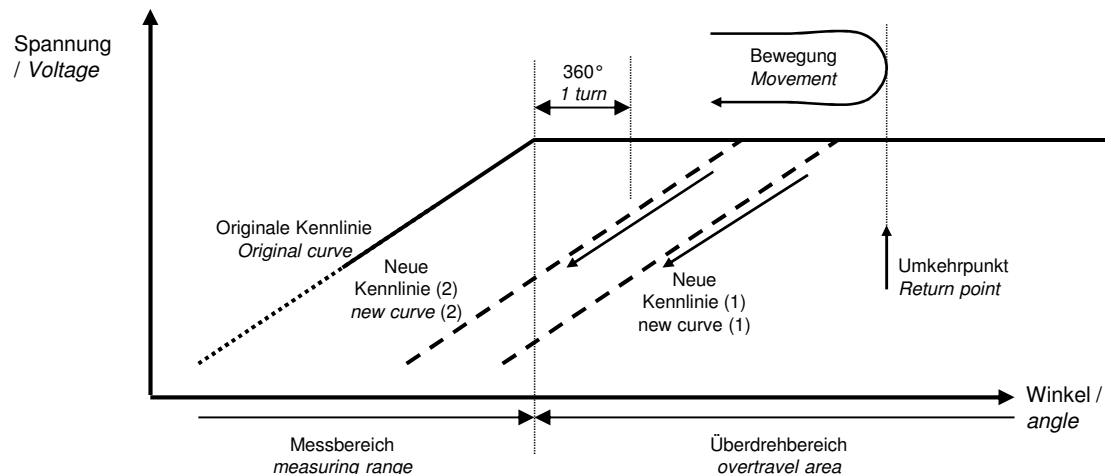 Spannung
/ Voltage
360°
1 turn
Bewegung
Movement
Originale Kennlinie
Original curve
Neue
Kennlinie (2)
new curve (2)
Neue
Kennlinie (1)
new curve (1)
Umkehrpunkt
Return point
Winkel /
angle
Messbereich
measuring range
Überdrehbereich
overtravel area